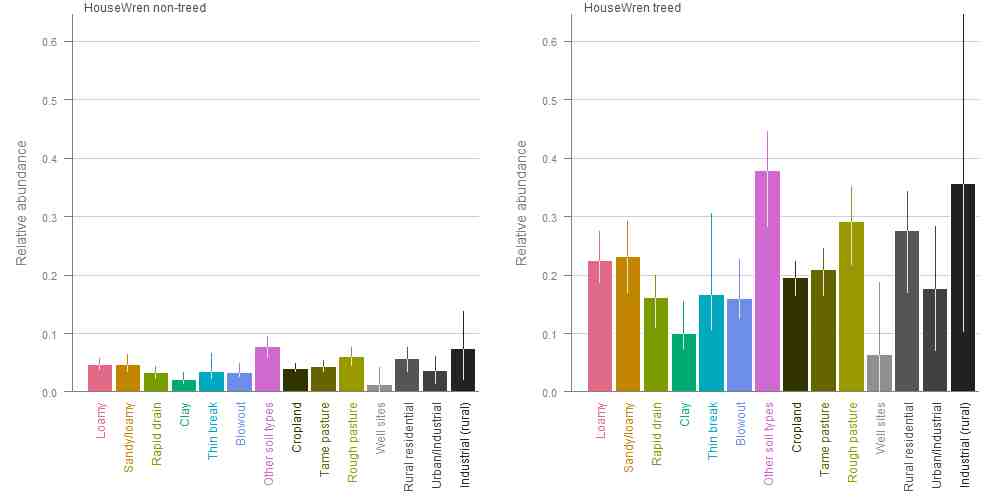 HouseWren non-treed
Relative abundance
0.6
0.5
0.4
0.3
0.2
0.1
0.0
Loamy
Sandy/loamy
Rapid drain
Clay
Thin break
Blowout
Other soil types
Cropland
Tame pasture
Rough pasture
Well sites
Rural residential
Urban/Industrial
Industrial (rural)
HouseWren treed
Relative abundance
0.6
0.5
0.4
0.3
0.2
0.1
0.0
Loamy
Sandy/loamy
Rapid drain
Clay
Thin break
Blowout
Other soil types
Cropland
Tame pasture
Rough pasture
Well sites
Rural residential
Urban/Industrial
Industrial (rural)